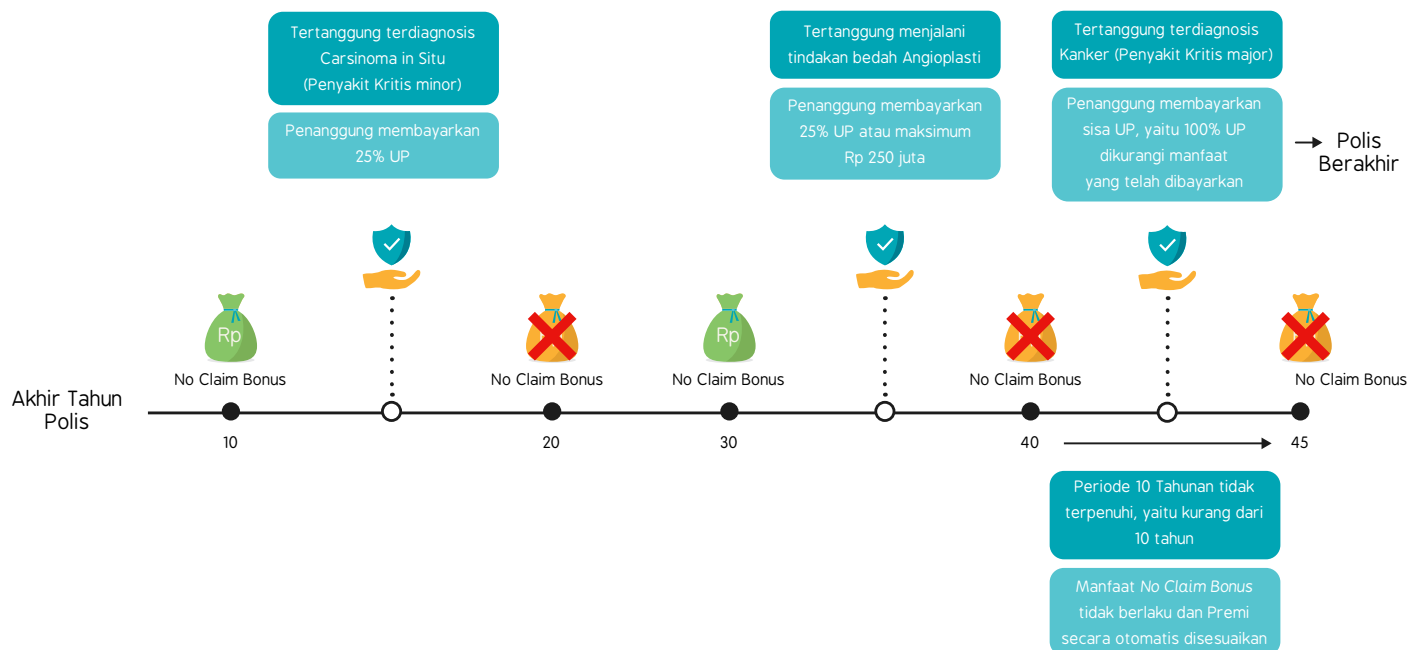 Tertanggung terdiagnosis
Carsinoma in Situ
(Penyakit Kritis minor)
Penanggung membayarkan
25% UP
Tertanggung menjalani
tindakan bedah Angioplasti
Penanggung membayarkan
25% UP atau maksimum
Rp 250 juta
Tertanggung terdiagnosis
Kanker (Penyakit Kritis major)
Penanggung membayarkan
sisa UP, yaitu 100% UP
dikurangi manfaat
yang telah dibayarkan
Polis
Berakhir
Rp
Rp
No Claim Bonus
No Claim Bonus
No Claim Bonus
No Claim Bonus
No Claim Bonus
Akhir Tahun
Polis
10
20
30
40
45
Periode 10 Tahunan tidak
terpenuhi, yaitu kurang dari
10 tahun
Manfaat No Claim Bonus
tidak berlaku dan Premi
secara otomatis disesuaikan